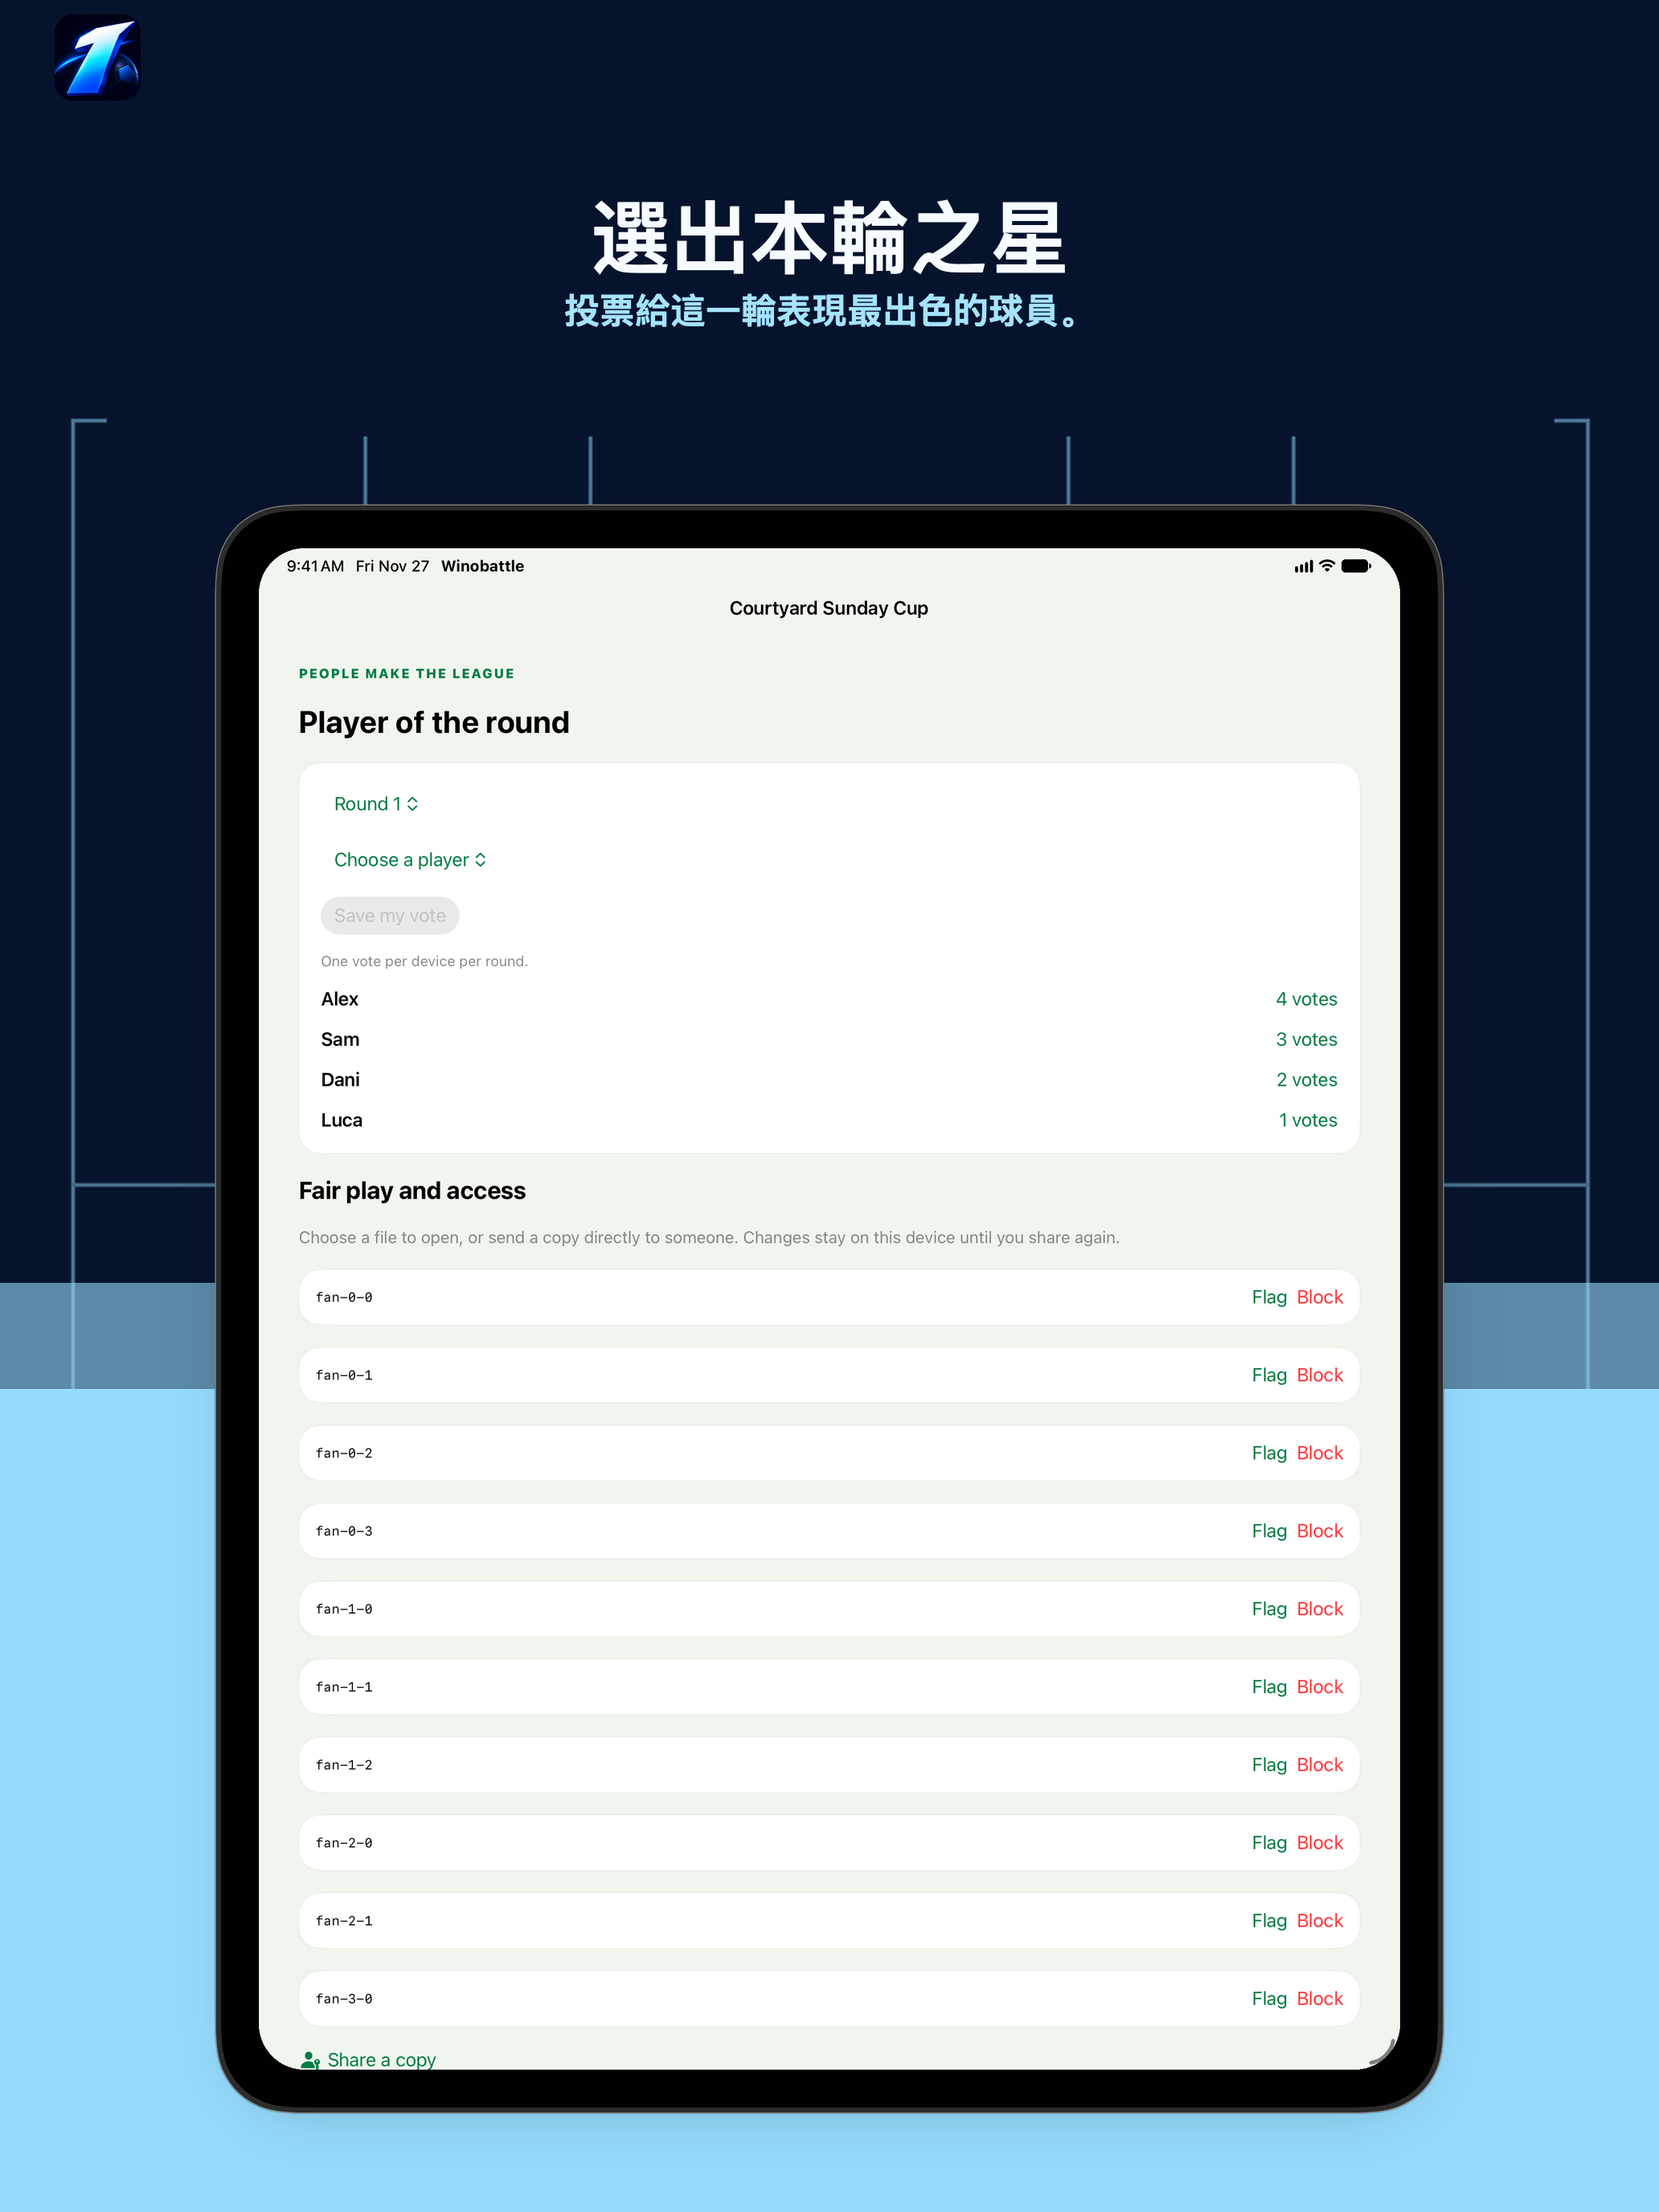 選出本輪之星
投票給這一輪表現最出色的球員。
9:41 AM Fri Nov 27 Winobattle
Courtyard Sunday Cup
PEOPLE MAKE THE LEAGUE
Player of the round
Round 1
Choose a player
Save my vote
One vote per device per round.
Alex 4 votes
Sam 3 votes
Dani 2 votes
Luca 1 votes
Fair play and access
Choose a file to open, or send a copy directly to someone. Changes stay on this device until you share again.
fan-0-0 Flag Block
fan-0-1 Flag Block
fan-0-2 Flag Block
fan-0-3 Flag Block
fan-1-0 Flag Block
fan-1-1 Flag Block
fan-1-2 Flag Block
fan-2-0 Flag Block
fan-2-1 Flag Block
fan-3-0 Flag Block
Share a copy